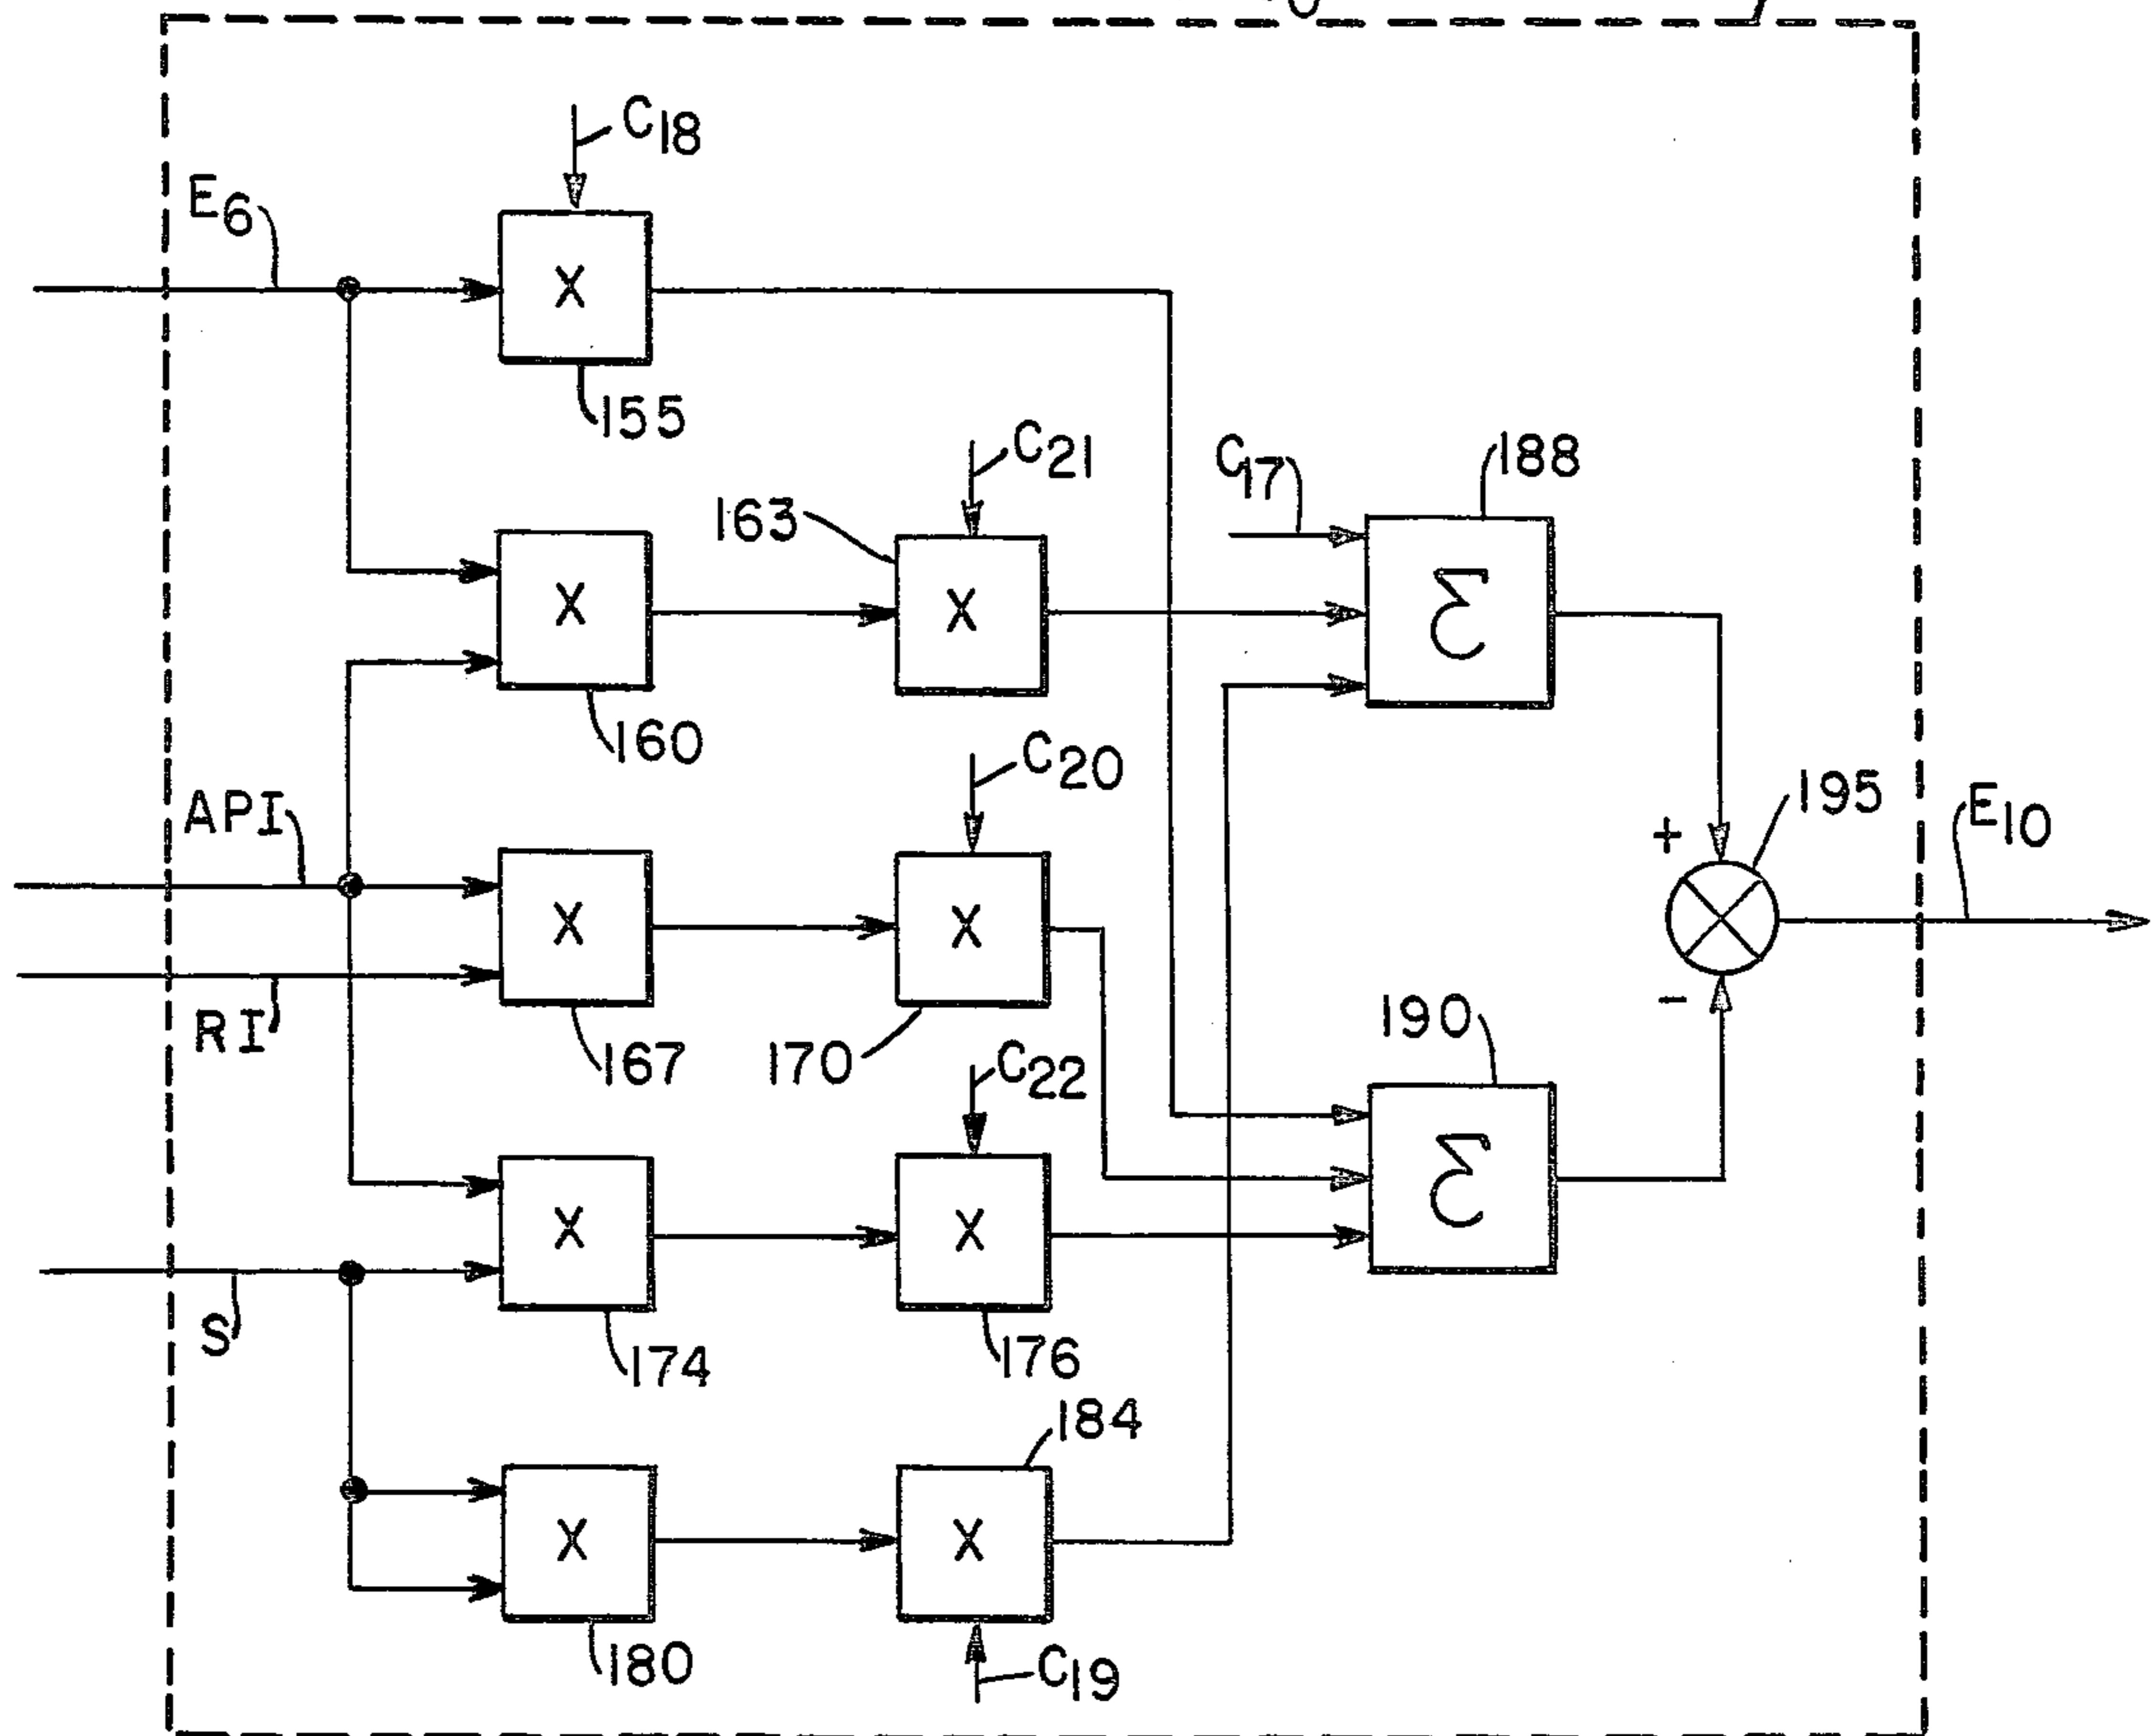 C18
E6
X
155
C21
C17
188
163
X
X
Σ
160
C20
API
195
E10
+
X
X
RI
-
190
167
170
C22
Σ
X
X
S
174
176
184
X
X
180
C19